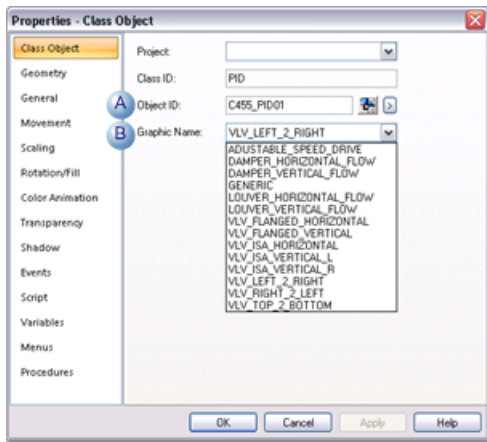 Properties - Class Object
Class Object
Geometry
General
Movement
Scaling
Rotation/Fill
Color Animation
Transparency
Shadow
Events
Script
Variables
Menus
Procedures
Project:
Class ID: PID
A Object ID: C455_PID01
B Graphic Name: VLV_LEFT_2_RIGHT
ADUSTABLE_SPEED_DRIVE
DAMPER_HORIZONTAL_FLOW
DAMPER_VERTICAL_FLOW
GENERIC
LOUVER_HORIZONTAL_FLOW
LOUVER_VERTICAL_FLOW
VLV_FLANGED_HORIZONTAL
VLV_FLANGED_VERTICAL
VLV_ISA_HORIZONTAL
VLV_ISA_VERTICAL_L
VLV_ISA_VERTICAL_R
VLV_LEFT_2_RIGHT
VLV_RIGHT_2_LEFT
VLV_TOP_2_BOTTOM
OK Cancel Apply Help